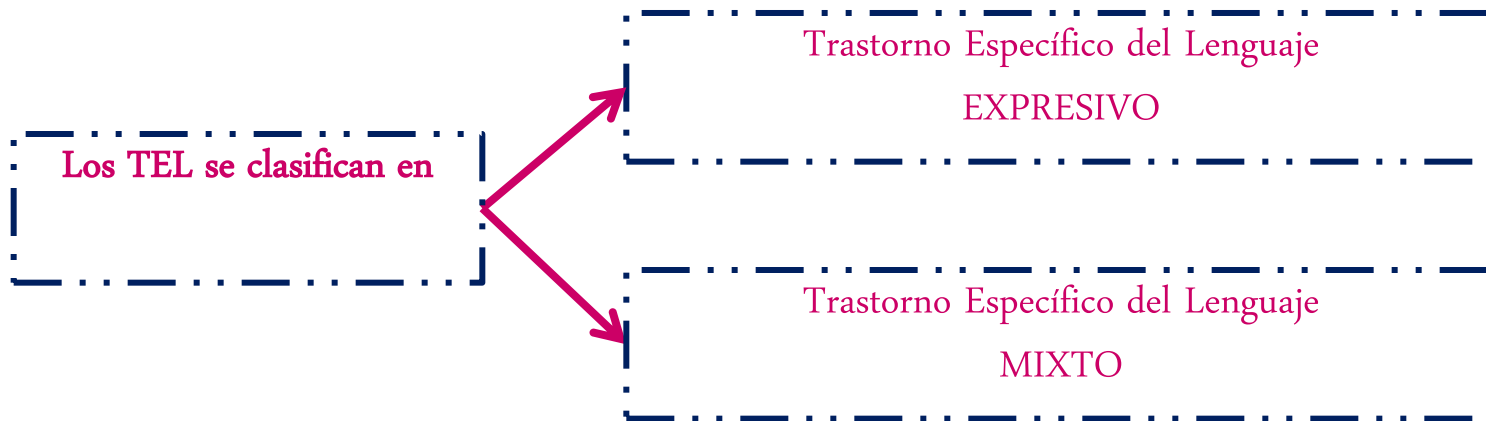 Los TEL se clasifican en
Trastorno Específico del Lenguaje
EXPRESIVO
Trastorno Específico del Lenguaje
MIXTO